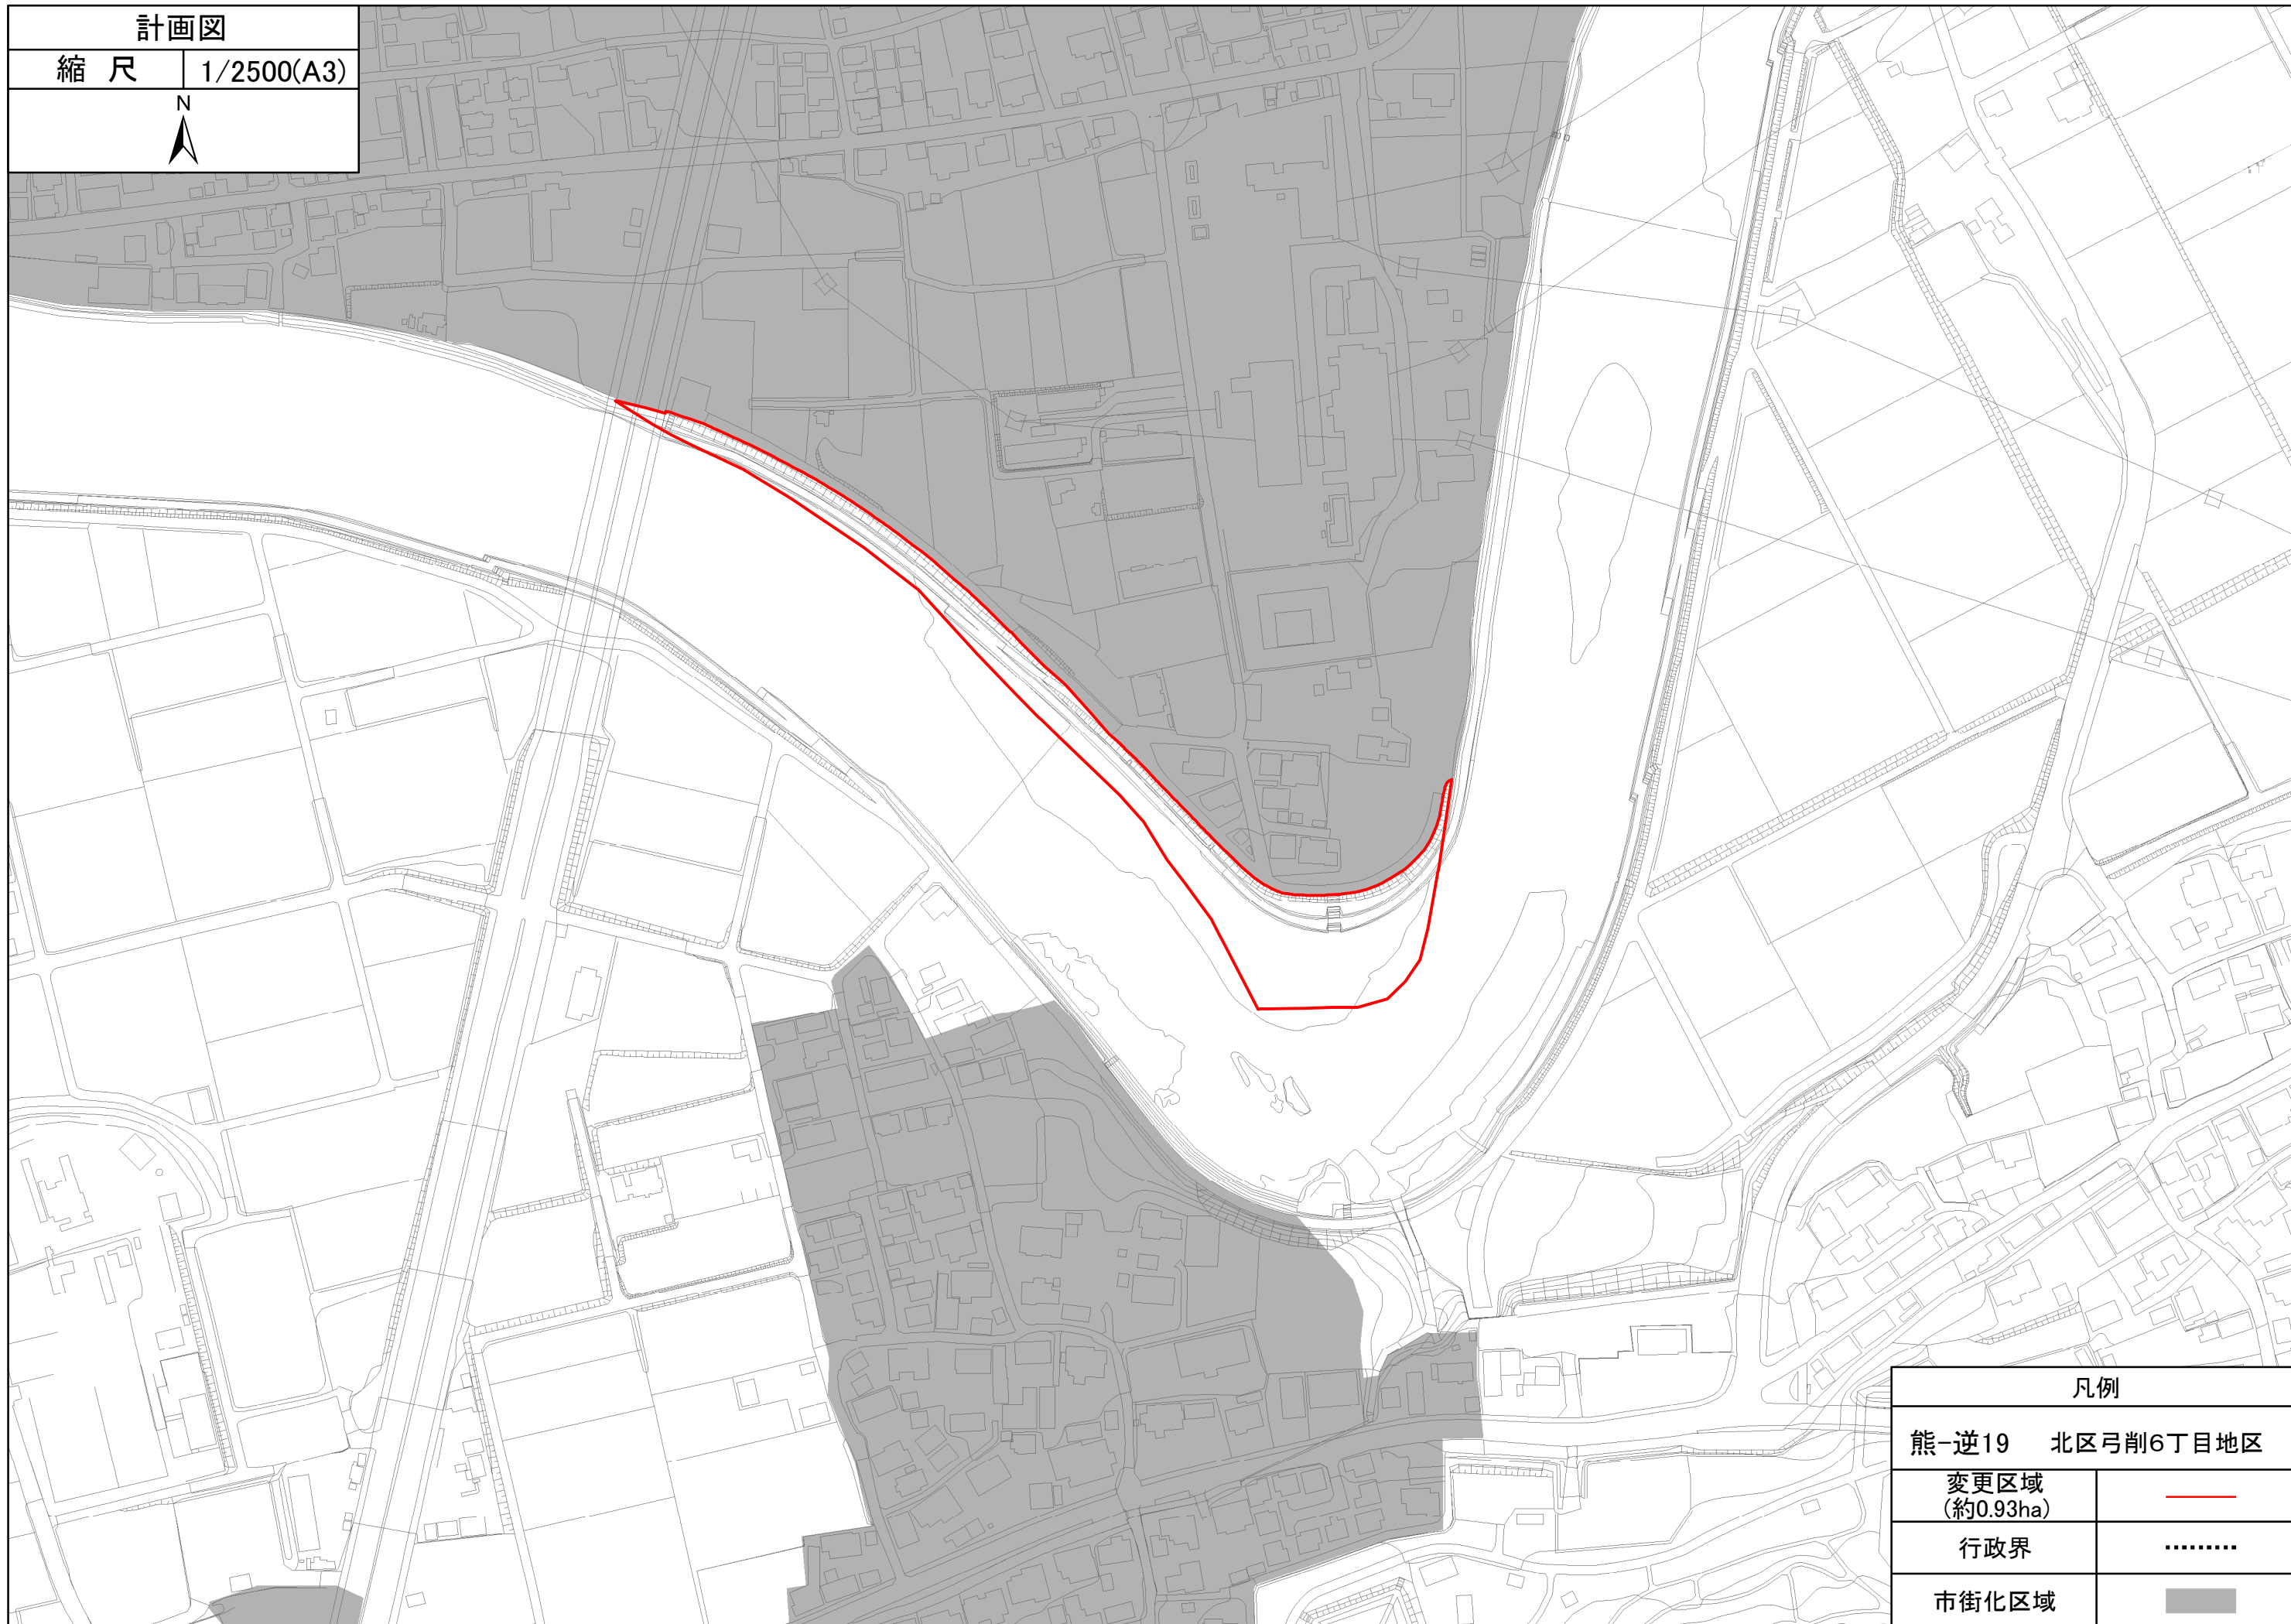 計画図
縮 尺 1/2500(A3)
N
凡例
熊-逆19 北区弓削6丁目地区
変更区域
(約0.93ha)
行政界
市街化区域